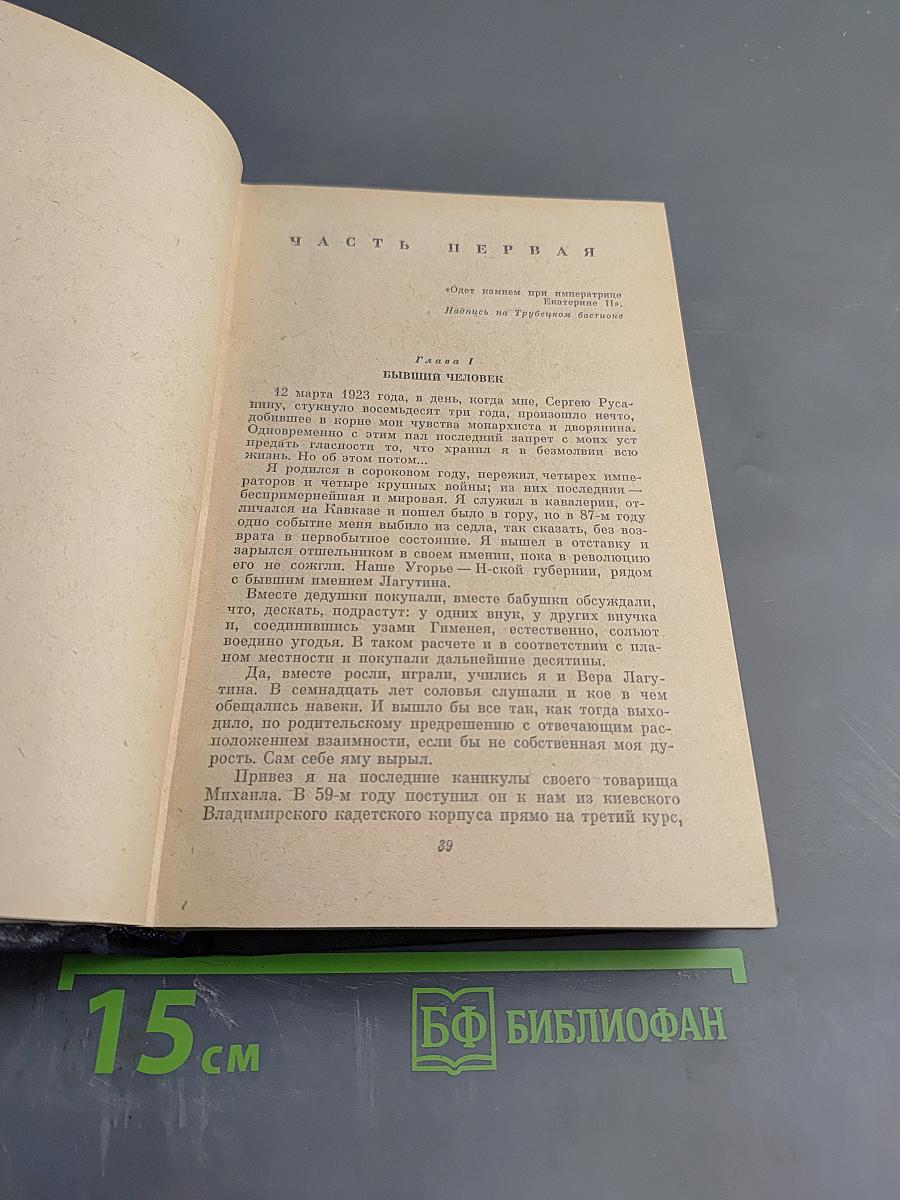 ЧАСТЬ ПЕРВАЯ
«Одет камнем при императрице
Екатерине II».
Надпись на Трубецком бастионе
Глава I
БЫВШИЙ ЧЕЛОВЕК
12 марта 1923 года, в день, когда мне, Сергею Руса-
нину, стукнуло восемьдесят три года, произошло нечто,
добившее в корне мои чувства монархиста и дворянина.
Одновременно с этим пал последний запрет с моих уст
предать гласности то, что хранил я в безмолвии всю
жизнь. Но об этом потом...
Я родился в сороковом году, пережил четырех импе-
раторов и четыре крупных войны; из них последняя —
беспримернейшая и мировая. Я служил в кавалерии, от-
личался на Кавказе и пошел было в гору, но в 87-м году
одно событие меня выбило из седла, так сказать, без воз-
врата в первобытное состояние. Я вышел в отставку и
зарылся отшельником в своем имении, пока в революцию
его не сожгли. Наше Угорье — Н-ской губернии, рядом
с бывшим имением Лагутина.
Вместе дедушки покупали, вместе бабушки обсуждали,
что, дескать, подрастут: у одних внук, у других внучка
и, соединившись узами Гименея, естественно, сольют
воедино угодья. В таком расчете и в соответствии с пла-
ном местности и покупали дальнейшие десятины.
Да, вместе росли, играли, учились я и Вера Лагу-
тина. В семнадцать лет соловья слушали и кое в чем
обещались навеки. И вышло бы все так, как тогда выхо-
дило, по родительскому предрешению с отвечающим рас-
положением взаимности, если бы не собственная моя ду-
рость. Сам себе яму вырыл.
Привез я на последние каникулы своего товарища
Михаила. В 59-м году поступил он к нам из киевского
Владимирского кадетского корпуса прямо на третий курс,
39
15 см
БФ БИБЛИОФАН